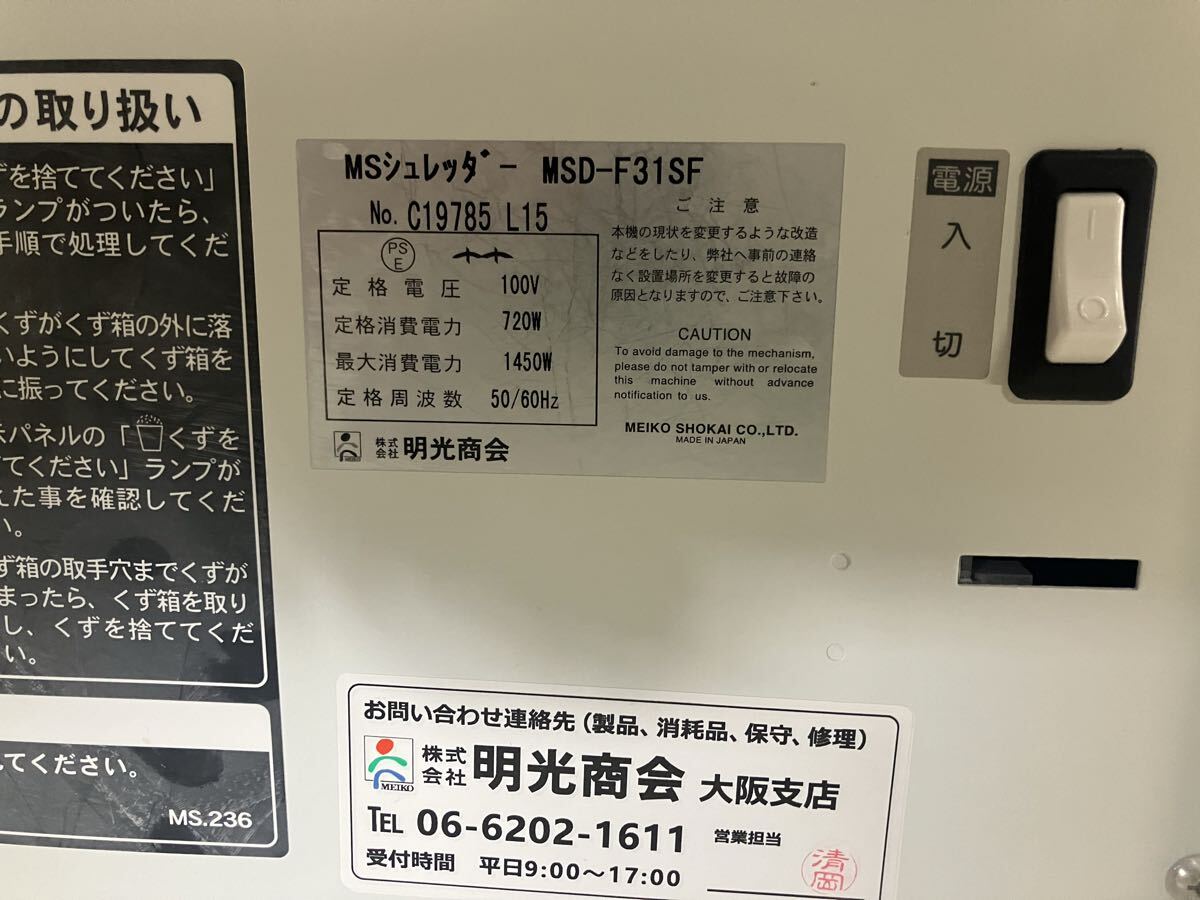 の取り扱い
ずを捨ててください」
ランプがついたら、
手順で処理してくだ
くずがくず箱の外に落
いようにしてくず箱を
に振ってください。
パネルの「くずを
てください」ランプが
えた事を確認してくだ
い。
ず箱の取手穴までくずが
まったら、くず箱を取り
し、くずを捨ててくだ
い。
てください。
MS.236
MSシュレッダー MSD-F31SF
No. C19785 L15
PS
E
定格電圧 100V
定格消費電力 720W
最大消費電力 1450W
定格周波数 50/60Hz
株式会社 明光商会
ご注意
本機の現状を変更するような改造
などをしたり、弊社へ事前の連絡
なく設置場所を変更すると故障の
原因となりますので、ご注意下さい。
CAUTION
To avoid damage to the mechanism,
please do not tamper with or relocate
this machine without advance
notification to us.
MEIKO SHOKAI CO.,LTD.
MADE IN JAPAN
電源
入
切
お問い合わせ連絡先（製品、消耗品、保守、修理）
MEIKO
株式会社 明光商会 大阪支店
TEL 06-6202-1611 営業担当
受付時間 平日9:00～17:00
清岡